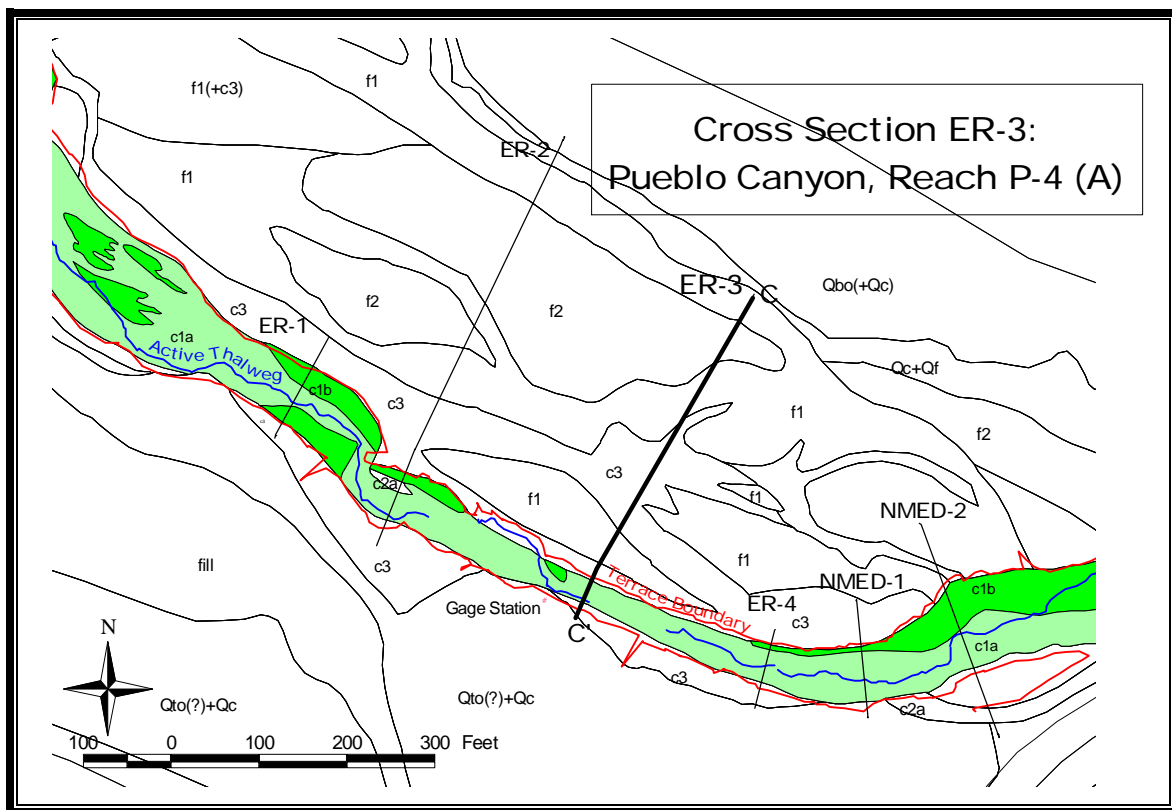 f1(+c3)
f1
Cross Section ER-3:
Pueblo Canyon, Reach P-4 (A)
ER-2
f1
ER-3
C
Qbo(+Qc)
f2
f2
c3
ER-1
c1a
Active Thalweg
c1b
c3
Qc+Qf
f1
f2
c3
c2a
f1
f1
NMED-2
fill
c3
f1
Terrace Boundary
NMED-1
c1b
Gage Station
ER-4
c3
C'
c1a
N
c3
c2a
Qto(?)+Qc
Qto(?)+Qc
100 0 100 200 300 Feet